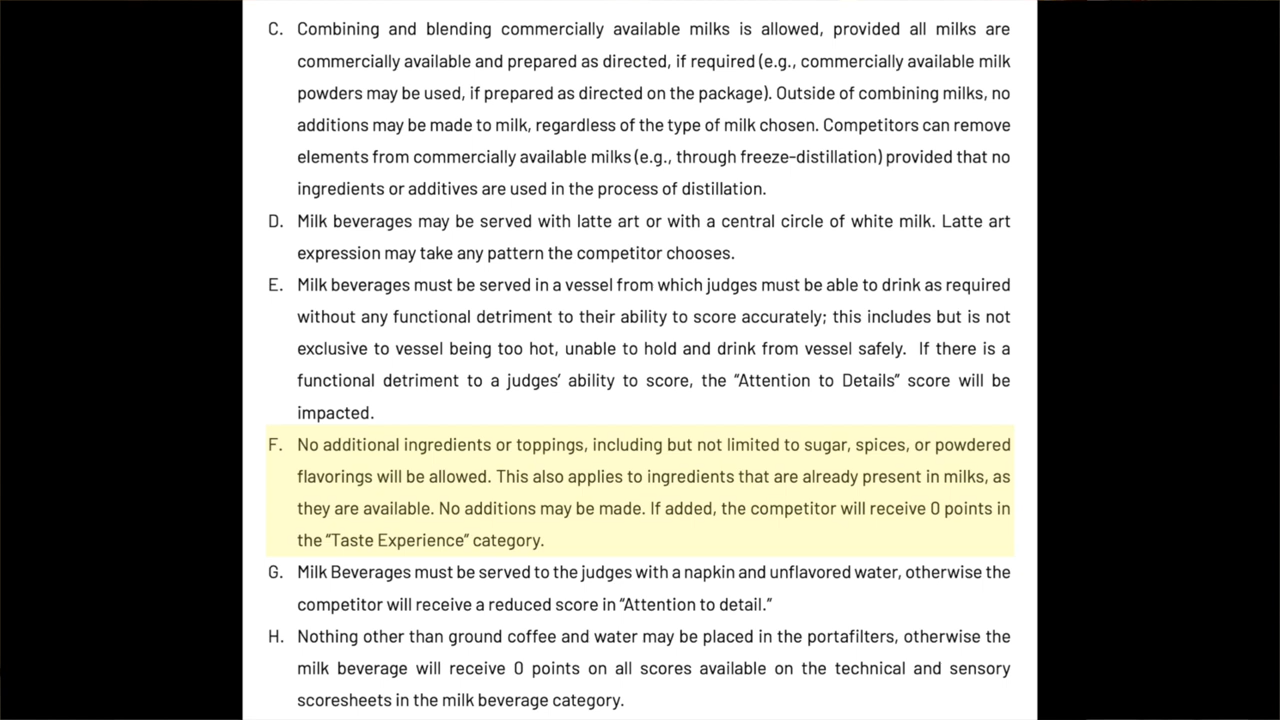 C. Combining and blending commercially available milks is allowed, provided all milks are
commercially available and prepared as directed, if required (e.g., commercially available milk
powders may be used, if prepared as directed on the package). Outside of combining milks, no
additions may be made to milk, regardless of the type of milk chosen. Competitors can remove
elements from commercially available milks (e.g., through freeze-distillation) provided that no
ingredients or additives are used in the process of distillation.
D. Milk beverages may be served with latte art or with a central circle of white milk. Latte art
expression may take any pattern the competitor chooses.
E. Milk beverages must be served in a vessel from which judges must be able to drink as required
without any functional detriment to their ability to score accurately; this includes but is not
exclusive to vessel being too hot, unable to hold and drink from vessel safely. If there is a
functional detriment to a judges’ ability to score, the “Attention to Details” score will be
impacted.
F. No additional ingredients or toppings, including but not limited to sugar, spices, or powdered
flavorings will be allowed. This also applies to ingredients that are already present in milks, as
they are available. No additions may be made. If added, the competitor will receive 0 points in
the “Taste Experience” category.
G. Milk Beverages must be served to the judges with a napkin and unflavored water, otherwise the
competitor will receive a reduced score in “Attention to detail.”
H. Nothing other than ground coffee and water may be placed in the portafilters, otherwise the
milk beverage will receive 0 points on all scores available on the technical and sensory
scoresheets in the milk beverage category.